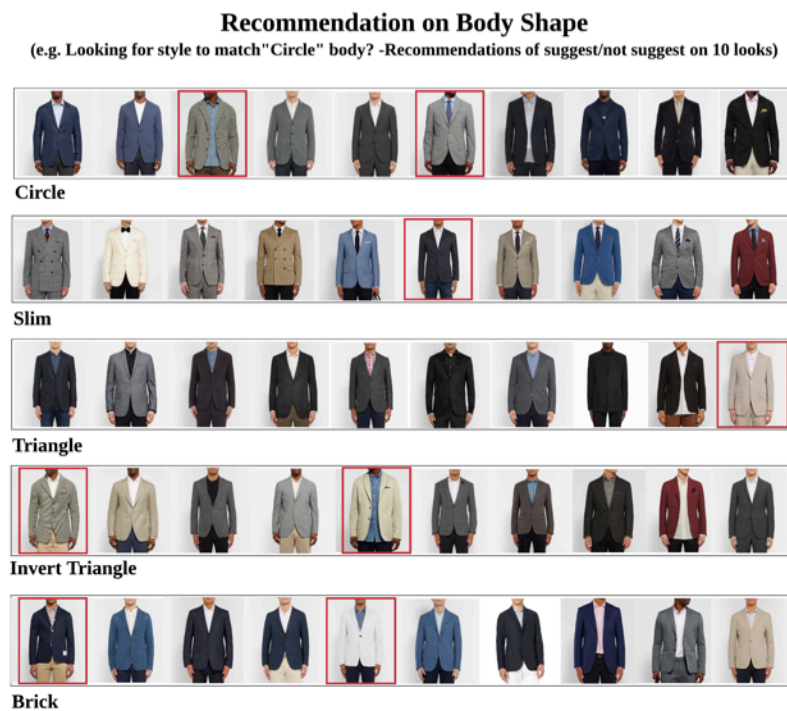 Recommendation on Body Shape
(e.g. Looking for style to match"Circle" body? -Recommendations of suggest/not suggest on 10 looks)
Circle
Slim
Triangle
Invert Triangle
Brick